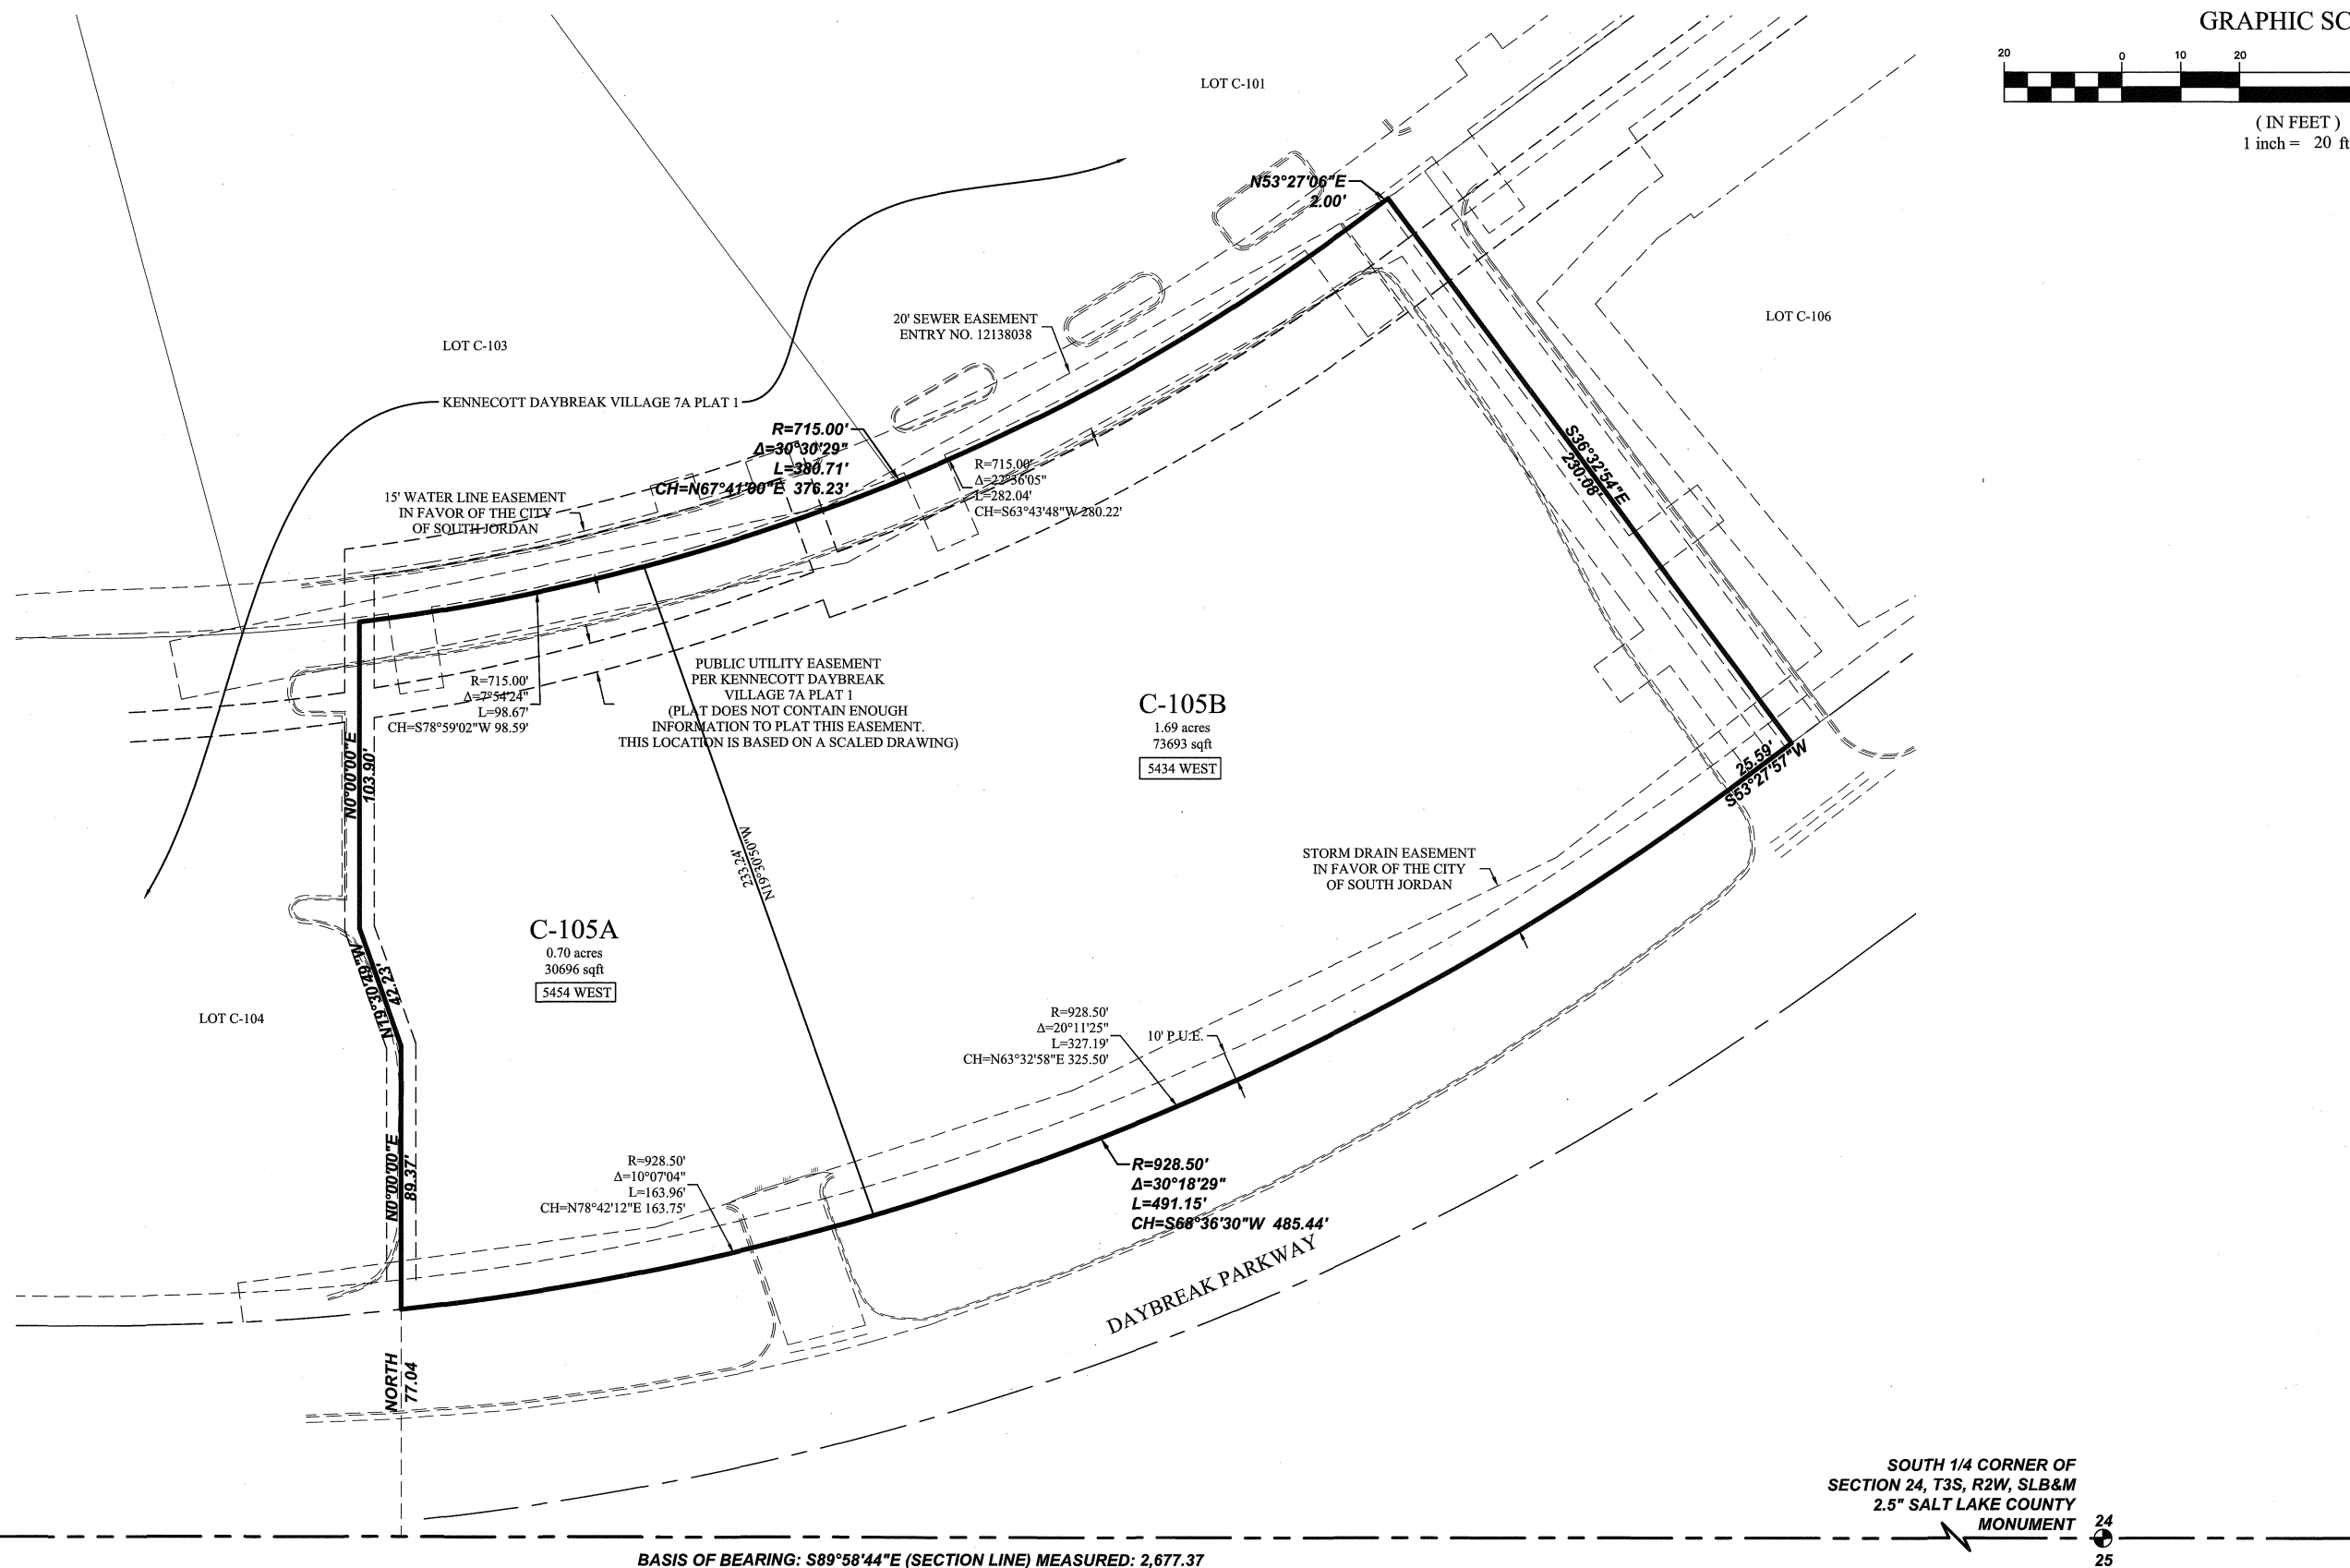 GRAPHIC SC
20 0 10 20
( IN FEET )
1 inch = 20 ft
LOT C-101
N53°27'06"E
2.00'
LOT C-106
20' SEWER EASEMENT
ENTRY NO. 12138038
LOT C-103
KENNECOTT DAYBREAK VILLAGE 7A PLAT 1
R=715.00'
Δ=30°30'29"
L=380.71'
CH=N67°41'00"E 376.23'
R=715.00'
Δ=22°36'05"
L=282.04'
CH=S63°43'48"W 280.22'
S36°32'54"E
230.08'
15' WATER LINE EASEMENT
IN FAVOR OF THE CITY
OF SOUTH JORDAN
R=715.00'
Δ=7°54'24"
L=98.67'
CH=S78°59'02"W 98.59'
PUBLIC UTILITY EASEMENT
PER KENNECOTT DAYBREAK
VILLAGE 7A PLAT 1
(PLAT DOES NOT CONTAIN ENOUGH
INFORMATION TO PLAT THIS EASEMENT.
THIS LOCATION IS BASED ON A SCALED DRAWING)
C-105B
1.69 acres
73693 sqft
5434 WEST
N0°00'00"E
103.90'
25.59'
S53°27'57"W
233.24'
N19°30'50"W
STORM DRAIN EASEMENT
IN FAVOR OF THE CITY
OF SOUTH JORDAN
C-105A
0.70 acres
30696 sqft
5454 WEST
N19°30'49"W
42.23'
LOT C-104
R=928.50'
Δ=20°11'25"
L=327.19'
CH=N63°32'58"E 325.50'
10' P.U.E.
R=928.50'
Δ=10°07'04"
L=163.96'
CH=N78°42'12"E 163.75'
N0°00'00"E
89.37'
R=928.50'
Δ=30°18'29"
L=491.15'
CH=S68°36'30"W 485.44'
DAYBREAK PARKWAY
NORTH
77.04
SOUTH 1/4 CORNER OF
SECTION 24, T3S, R2W, SLB&M
2.5" SALT LAKE COUNTY
MONUMENT
24
25
BASIS OF BEARING: S89°58'44"E (SECTION LINE) MEASURED: 2,677.37